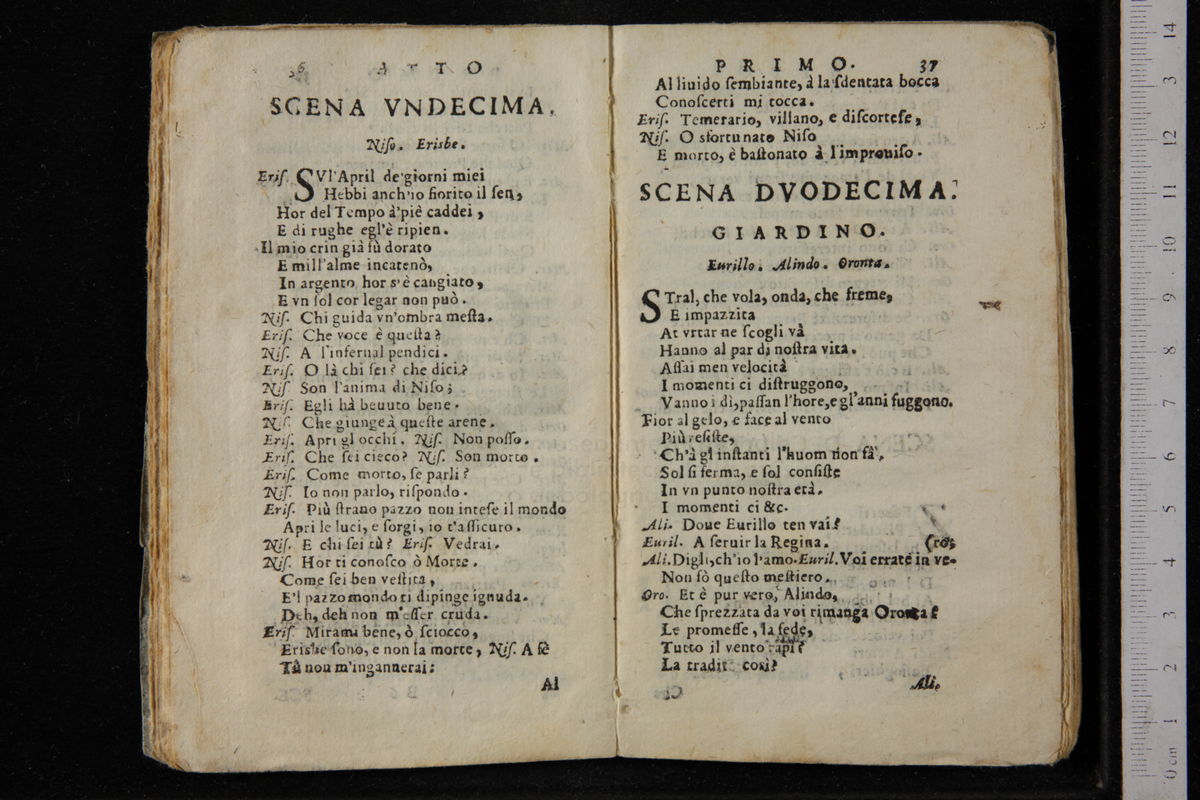 36 ATTO
SCENA VNDECIMA.
Niſo. Erisbe.
Eriſ. SVl'April de'giorni miei
Hebbi anch'io fiorito il ſen,
Hor del Tempo à'piè caddei,
E di rughe egl'è ripien.
Il mio crin già fù dorato
E mill'alme incatenò,
In argento hor s'è cangiato,
E vn ſol cor legar non può.
Niſ. Chi guida vn'ombra meſta.
Eriſ. Che voce è queſta?
Niſ. A l'infernal pendici.
Eriſ. O là chi ſei? che dici?
Niſ Son l'anima di Niſo;
Eriſ. Egli hà beuuto bene.
Niſ. Che giunge à queſte arene.
Eriſ. Apri gl occhi. Niſ. Non poſſo.
Eriſ. Che ſei cieco? Niſ. Son morto.
Eriſ. Come morto, ſe parli?
Niſ. Io non parlo, riſpondo.
Eriſ. Più ſtrano pazzo non inteſe il mondo
Apri le luci, e ſorgi, io t'aſſicuro.
Niſ. E chi ſei tù? Eriſ. Vedrai.
Niſ. Hor ti conoſco ò Morte.
Come ſei ben veſtita,
E'l pazzo mondo ti dipinge ignuda.
Deh, deh non m'eſſer cruda.
Eriſ. Mirami bene, ò ſciocco,
Erisbe ſono, e non la morte, Niſ. A fè
Tù non m'ingannerai:
Al
PRIMO. 37
Al liuido ſembiante, à la ſdentata bocca
Conoſcerti mi tocca.
Eriſ. Temerario, villano, e diſcorteſe,
Niſ. O sfortunato Niſo
E morto, è baſtonato à l'improuiſo.
SCENA DVODECIMA.
GIARDINO.
Eurillo. Alindo. Oronta.
STral, che vola, onda, che freme,
E impazzita
Ad vrtar ne ſcogli và
Hanno al par di noſtra vita.
Aſſai men velocità
I momenti ci diſtruggono,
Vanno i dì, paſſan l'hore, e gl'anni fuggono.
Fior al gelo, e face al vento
Più reſiſte,
Ch'à gl inſtanti l'huom non fà,
Sol ſi ferma, e ſol conſiſte
In vn punto noſtra età.
I momenti ci &c.
Ali. Doue Eurillo ten vai?
Euril. A ſeruir la Regina. (ro,
Ali. Digli, ch'io l'amo. Euril. Voi errate in ve-
Non sò queſto meſtiero.
Oro. Et è pur vero, Alindo,
Che ſprezzata da voi rimanga Oronta?
Le promeſſe, la fede,
Tutto il vento rapì?
La tradit così?
Ali.